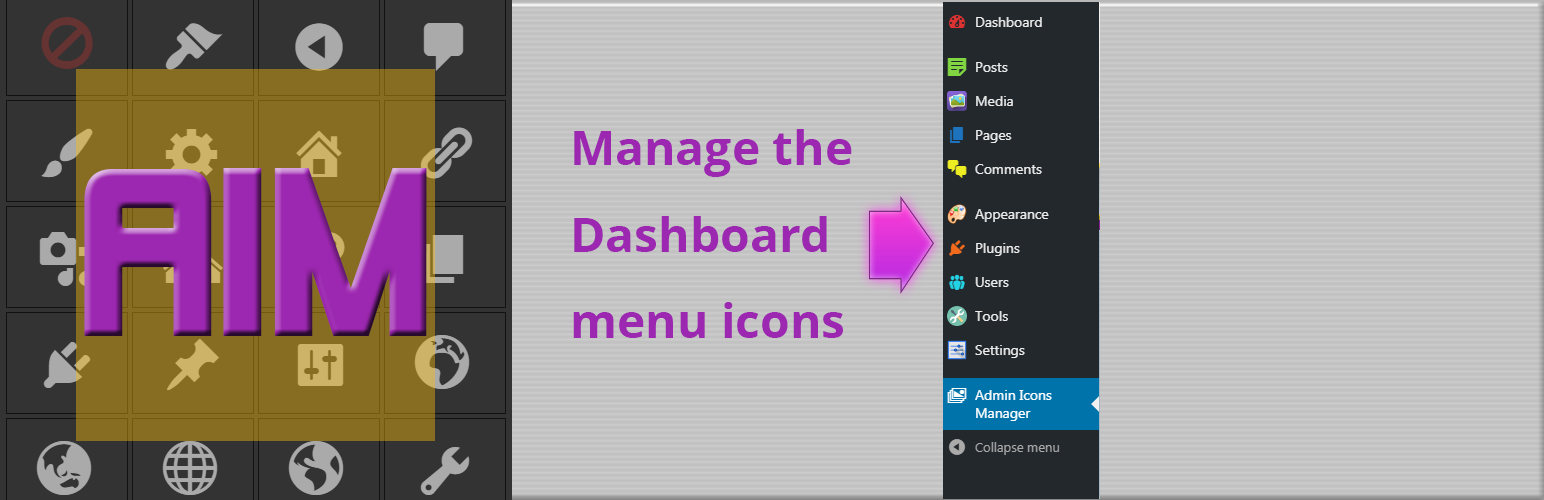 AIM
Manage the
Dashboard
menu icons
Dashboard
Posts
Media
Pages
Comments
Appearance
Plugins
Users
Tools
Settings
Admin Icons
Manager
Collapse menu